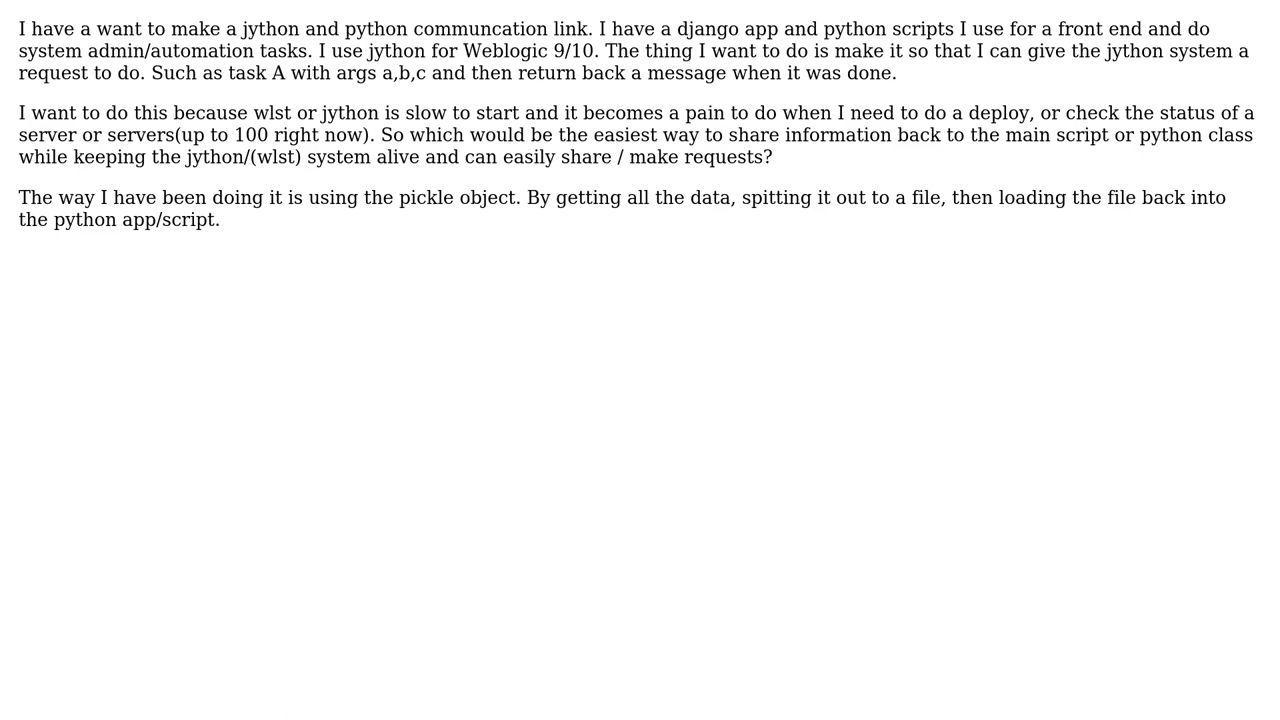 I have a want to make a jython and python communcation link. I have a django app and python scripts I use for a front end and do
system admin/automation tasks. I use jython for Weblogic 9/10. The thing I want to do is make it so that I can give the jython system a
request to do. Such as task A with args a,b,c and then return back a message when it was done.
I want to do this because wlst or jython is slow to start and it becomes a pain to do when I need to do a deploy, or check the status of a
server or servers(up to 100 right now). So which would be the easiest way to share information back to the main script or python class
while keeping the jython/(wlst) system alive and can easily share / make requests?
The way I have been doing it is using the pickle object. By getting all the data, spitting it out to a file, then loading the file back into
the python app/script.